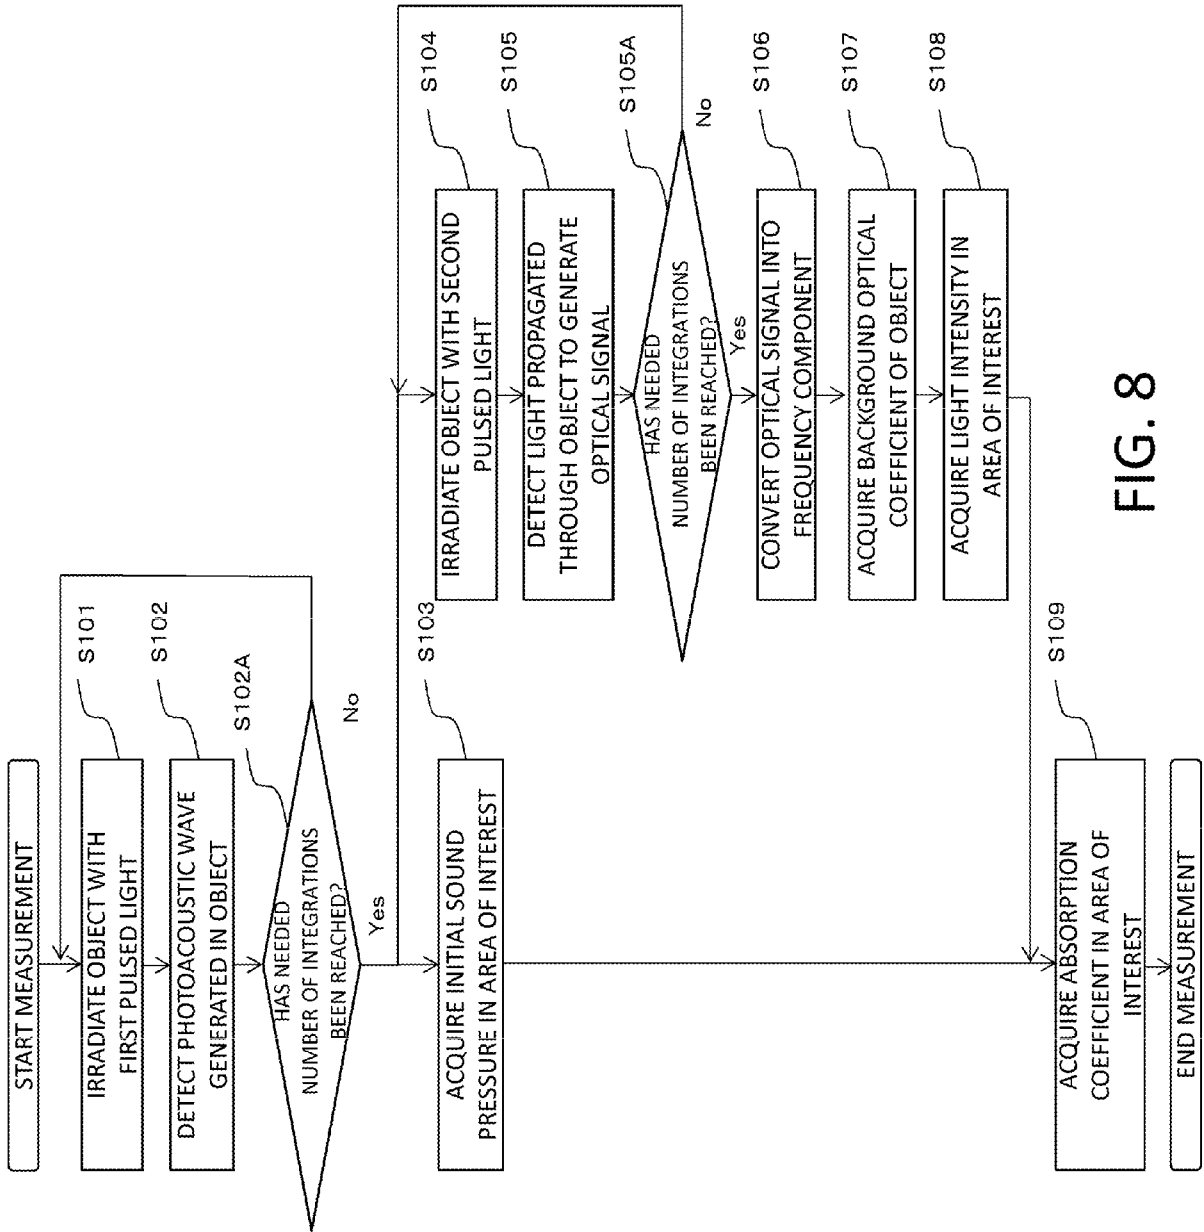 START MEASUREMENT
IRRADIATE OBJECT WITH
FIRST PULSED LIGHT
S101
DETECT PHOTOACOUSTIC WAVE
GENERATED IN OBJECT
S102
HAS NEEDED
NUMBER OF INTEGRATIONS
BEEN REACHED?
S102A
No
Yes
ACQUIRE INITIAL SOUND
PRESSURE IN AREA OF INTEREST
S103
IRRADIATE OBJECT WITH SECOND
PULSED LIGHT
S104
DETECT LIGHT PROPAGATED
THROUGH OBJECT TO GENERATE
OPTICAL SIGNAL
S105
HAS NEEDED
NUMBER OF INTEGRATIONS
BEEN REACHED?
S105A
No
Yes
CONVERT OPTICAL SIGNAL INTO
FREQUENCY COMPONENT
S106
ACQUIRE BACKGROUND OPTICAL
COEFFICIENT OF OBJECT
S107
ACQUIRE LIGHT INTENSITY IN
AREA OF INTEREST
S108
ACQUIRE ABSORPTION
COEFFICIENT IN AREA OF
INTEREST
S109
END MEASUREMENT
FIG. 8